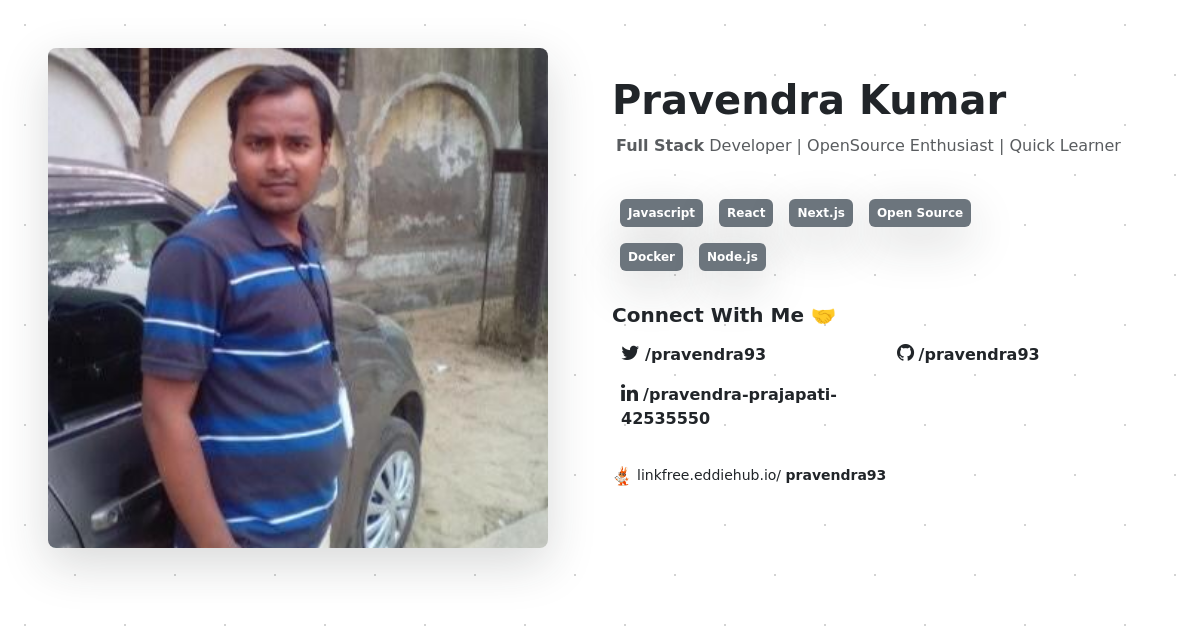 Pravendra Kumar
Full Stack Developer | OpenSource Enthusiast | Quick Learner
Javascript React Next.js Open Source
Docker Node.js
Connect With Me 🤝
/pravendra93 /pravendra93
in /pravendra-prajapati-
42535550
linkfree.eddiehub.io/ pravendra93